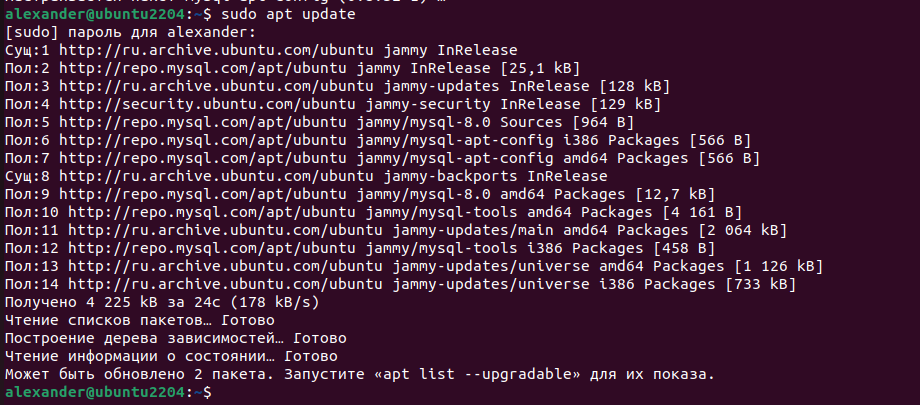 alexander@ubuntu2204:~$ sudo apt update
[sudo] пароль для alexander:
Сущ:1 http://ru.archive.ubuntu.com/ubuntu jammy InRelease
Пол:2 http://repo.mysql.com/apt/ubuntu jammy InRelease [25,1 kB]
Пол:3 http://ru.archive.ubuntu.com/ubuntu jammy-updates InRelease [128 kB]
Пол:4 http://security.ubuntu.com/ubuntu jammy-security InRelease [129 kB]
Пол:5 http://repo.mysql.com/apt/ubuntu jammy/mysql-8.0 Sources [964 B]
Пол:6 http://repo.mysql.com/apt/ubuntu jammy/mysql-apt-config i386 Packages [566 B]
Пол:7 http://repo.mysql.com/apt/ubuntu jammy/mysql-apt-config amd64 Packages [566 B]
Сущ:8 http://ru.archive.ubuntu.com/ubuntu jammy-backports InRelease
Пол:9 http://repo.mysql.com/apt/ubuntu jammy/mysql-8.0 amd64 Packages [12,7 kB]
Пол:10 http://repo.mysql.com/apt/ubuntu jammy/mysql-tools amd64 Packages [4 161 B]
Пол:11 http://ru.archive.ubuntu.com/ubuntu jammy-updates/main amd64 Packages [2 064 kB]
Пол:12 http://repo.mysql.com/apt/ubuntu jammy/mysql-tools i386 Packages [458 B]
Пол:13 http://ru.archive.ubuntu.com/ubuntu jammy-updates/universe amd64 Packages [1 126 kB]
Пол:14 http://ru.archive.ubuntu.com/ubuntu jammy-updates/universe i386 Packages [733 kB]
Получено 4 225 kB за 24с (178 kB/s)
Чтение списков пакетов… Готово
Построение дерева зависимостей… Готово
Чтение информации о состоянии… Готово
Может быть обновлено 2 пакета. Запустите «apt list --upgradable» для их показа.
alexander@ubuntu2204:~$